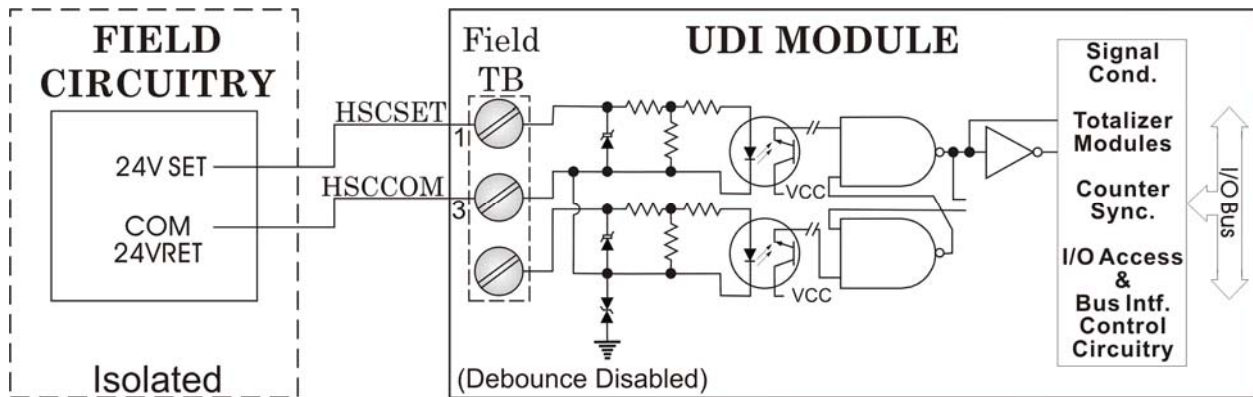 FIELD
CIRCUITRY
24V SET
COM
24VRET
Isolated
HSCSET
HSCCOM
Field
TB
1
3
UDI MODULE
VCC
VCC
(Debounce Disabled)
Signal
Cond.
Totalizer
Modules
Counter
Sync.
I/O Access
&
Bus Intf.
Control
Circuitry
I/O Bus